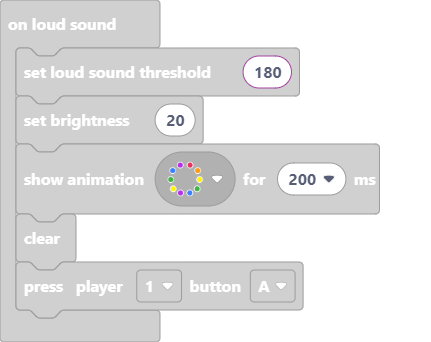 on loud sound
set loud sound threshold 180
set brightness 20
show animation for 200 ms
clear
press player 1 button A